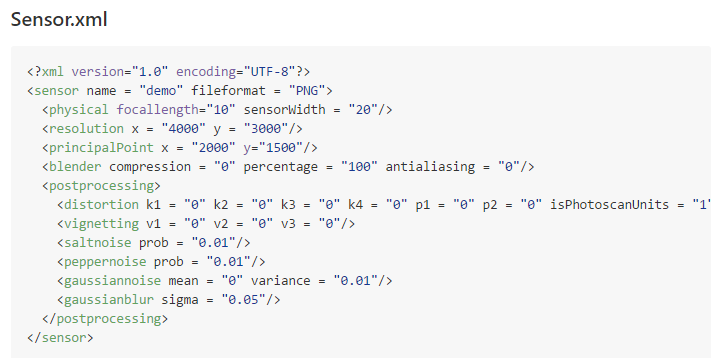 Sensor.xml
<?xml version="1.0" encoding="UTF-8"?>
<sensor name = "demo" fileformat = "PNG">
<physical focallength="10" sensorWidth = "20"/>
<resolution x = "4000" y = "3000"/>
<principalPoint x = "2000" y="1500"/>
<blender compression = "0" percentage = "100" antialiasing = "0"/>
<postprocessing>
<distortion k1 = "0" k2 = "0" k3 = "0" k4 = "0" p1 = "0" p2 = "0" isPhotoscanUnits = "1"
<vignetting v1 = "0" v2 = "0" v3 = "0"/>
<saltnoise prob = "0.01"/>
<peppernoise prob = "0.01"/>
<gaussiannoise mean = "0" variance = "0.01"/>
<gaussianblur sigma = "0.05"/>
</postprocessing>
</sensor>